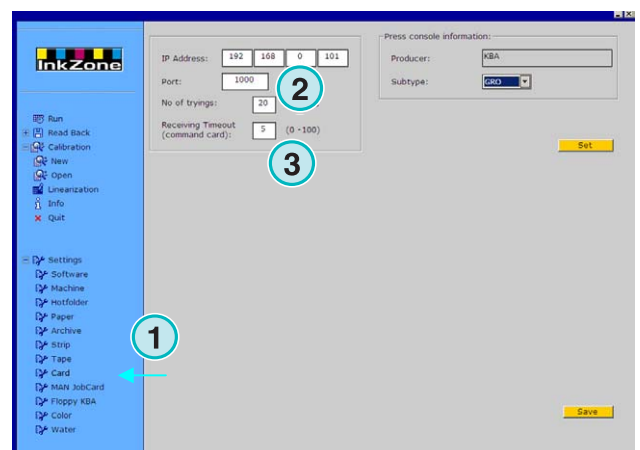 InkZone
Run
Read Back
Calibration
New
Open
Linearization
Info
Quit
Settings
Software
Machine
Hotfolder
Paper
Archive
Strip
Tape
Card
MAN JobCard
Floppy KBA
Color
Water
1
IP Address: 192 168 0 101
Port: 1000
2
No of tryings: 20
Receiving Timeout
(command card): 5 (0 -100)
3
Press console information:
Producer: KBA
Subtype: GRO
Set
Save